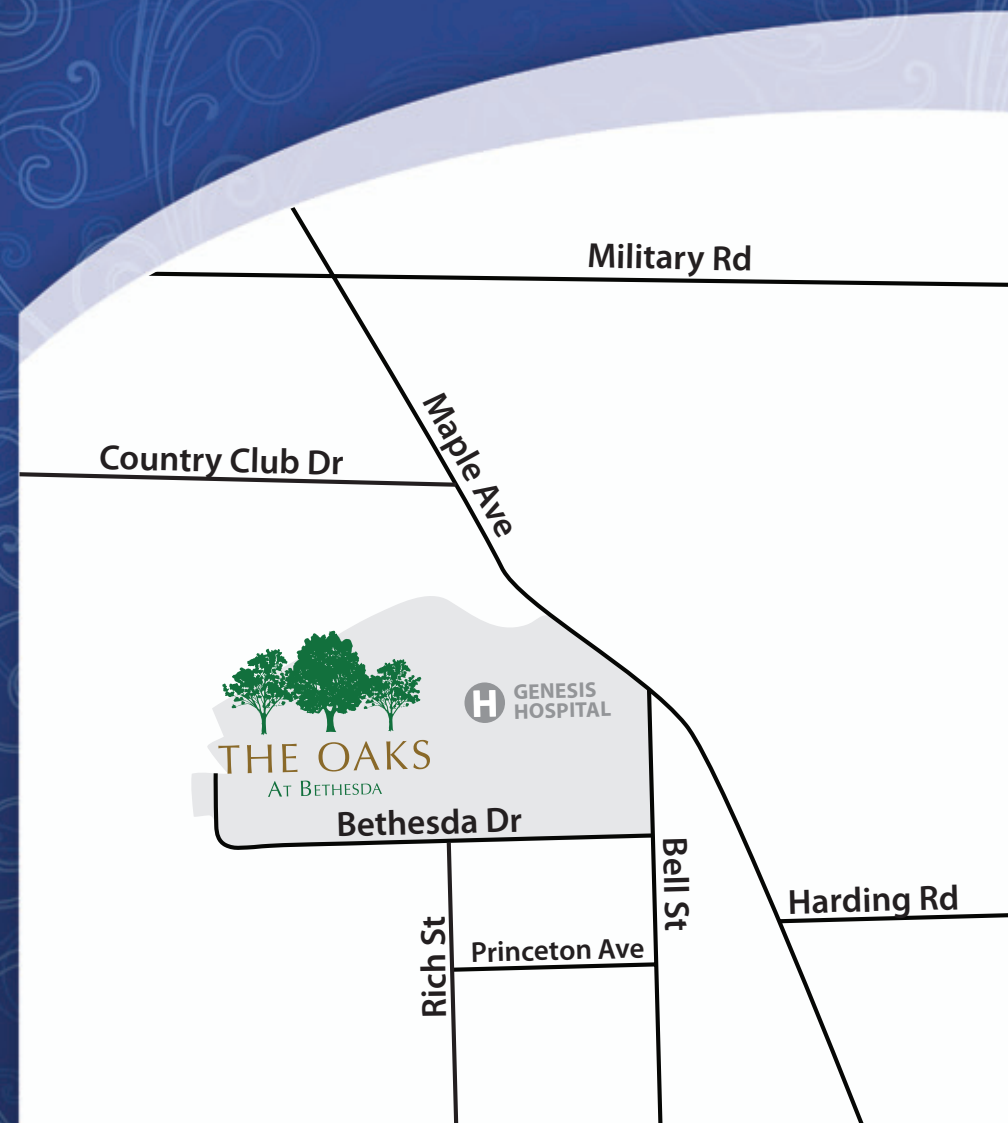 Military Rd
Maple Ave
Country Club Dr
H
GENESIS
HOSPITAL
THE OAKS
AT BETHESDA
Bethesda Dr
Bell St
Harding Rd
Rich St
Princeton Ave